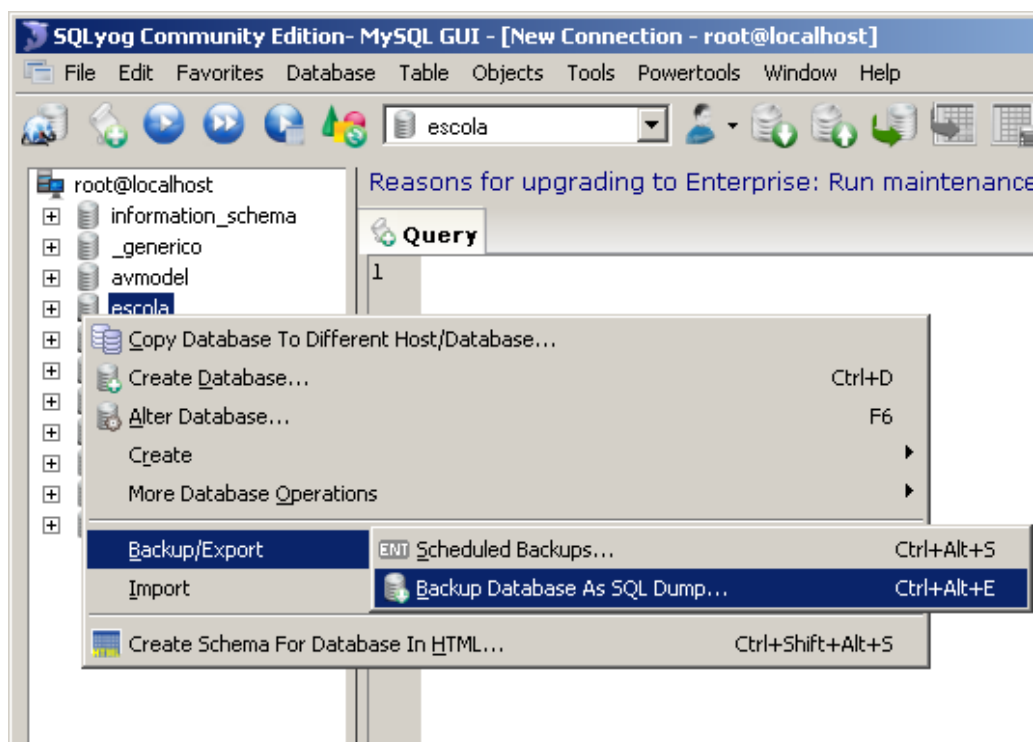 SQLyog Community Edition- MySQL GUI - [New Connection - root@localhost]
File Edit Favorites Database Table Objects Tools Powertools Window Help
escola
root@localhost
Reasons for upgrading to Enterprise: Run maintenance
information_schema
Query
_generico
1
avmodel
escola
Copy Database To Different Host/Database...
Create Database... Ctrl+D
Alter Database... F6
Create
More Database Operations
Backup/Export
ENT Scheduled Backups... Ctrl+Alt+S
Import
Backup Database As SQL Dump... Ctrl+Alt+E
Create Schema For Database In HTML... Ctrl+Shift+Alt+S